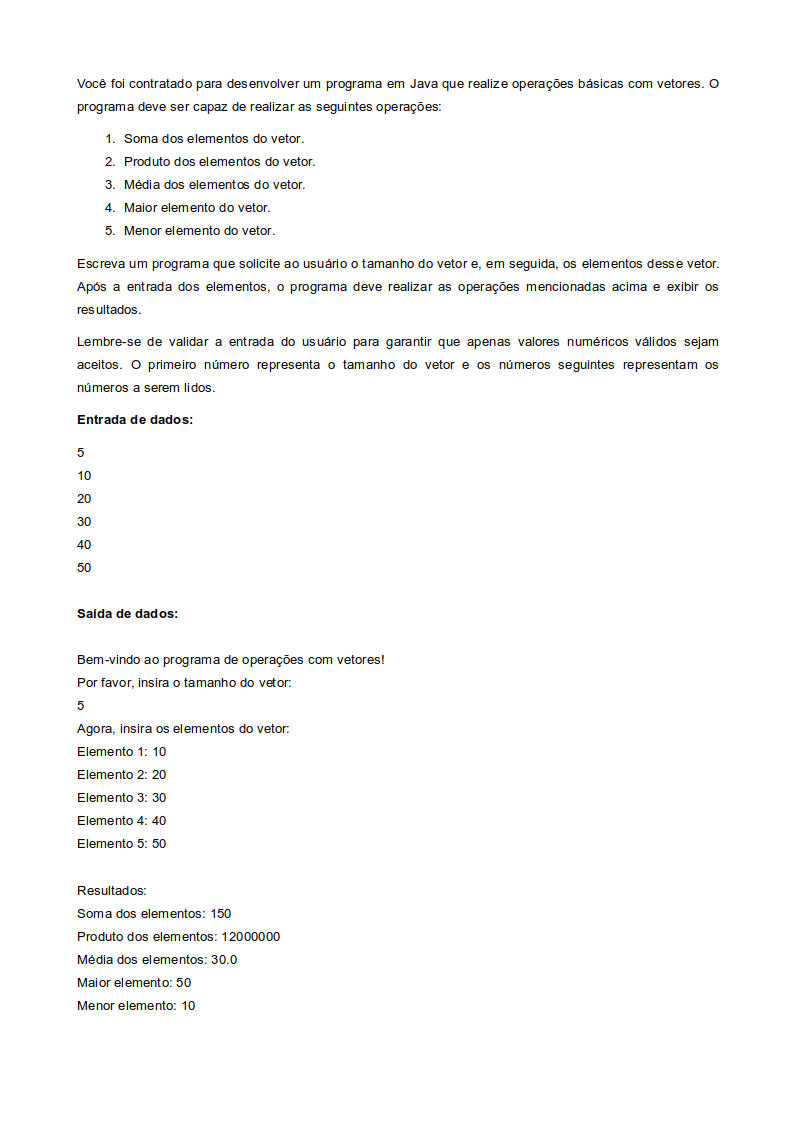 Você foi contratado para desenvolver um programa em Java que realize operações básicas com vetores. O
programa deve ser capaz de realizar as seguintes operações:
1. Soma dos elementos do vetor.
2. Produto dos elementos do vetor.
3. Média dos elementos do vetor.
4. Maior elemento do vetor.
5. Menor elemento do vetor.
Escreva um programa que solicite ao usuário o tamanho do vetor e, em seguida, os elementos desse vetor.
Após a entrada dos elementos, o programa deve realizar as operações mencionadas acima e exibir os
resultados.
Lembre-se de validar a entrada do usuário para garantir que apenas valores numéricos válidos sejam
aceitos. O primeiro número representa o tamanho do vetor e os números seguintes representam os
números a serem lidos.
Entrada de dados:
5
10
20
30
40
50
Saída de dados:
Bem-vindo ao programa de operações com vetores!
Por favor, insira o tamanho do vetor:
5
Agora, insira os elementos do vetor:
Elemento 1: 10
Elemento 2: 20
Elemento 3: 30
Elemento 4: 40
Elemento 5: 50
Resultados:
Soma dos elementos: 150
Produto dos elementos: 12000000
Média dos elementos: 30.0
Maior elemento: 50
Menor elemento: 10